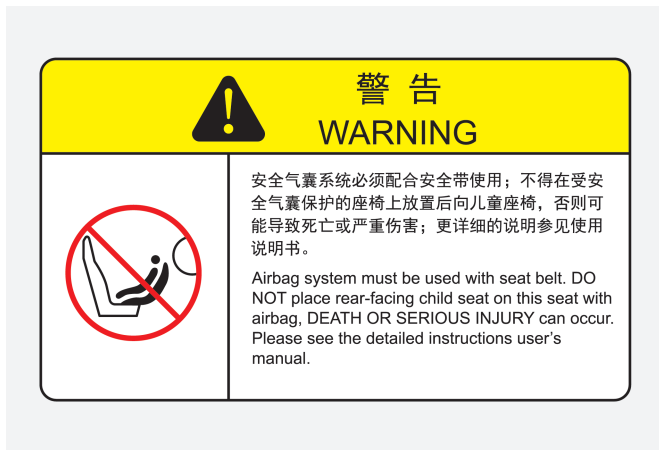 警 告
WARNING
安全气囊系统必须配合安全带使用；不得在受安
全气囊保护的座椅上放置后向儿童座椅，否则可
能导致死亡或严重伤害；更详细的说明参见使用
说明书。
Airbag system must be used with seat belt. DO
NOT place rear-facing child seat on this seat with
airbag, DEATH OR SERIOUS INJURY can occur.
Please see the detailed instructions user’s
manual.